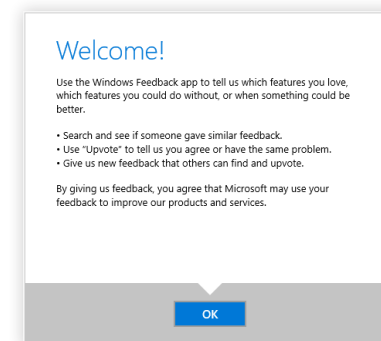 Welcome!
Use the Windows Feedback app to tell us which features you love,
which features you could do without, or when something could be
better.
• Search and see if someone gave similar feedback.
• Use "Upvote" to tell us you agree or have the same problem.
• Give us new feedback that others can find and upvote.
By giving us feedback, you agree that Microsoft may use your
feedback to improve our products and services.
OK